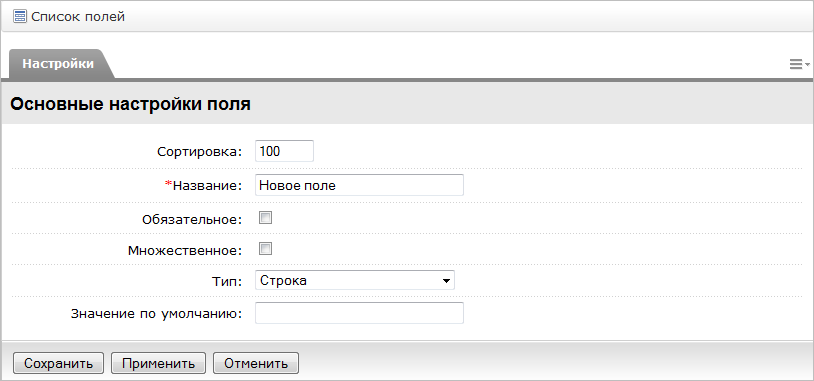 Список полей
Настройки
Основные настройки поля
Сортировка: 100
*Название: Новое поле
Обязательное:
Множественное:
Тип: Строка
Значение по умолчанию:
Сохранить Применить Отменить